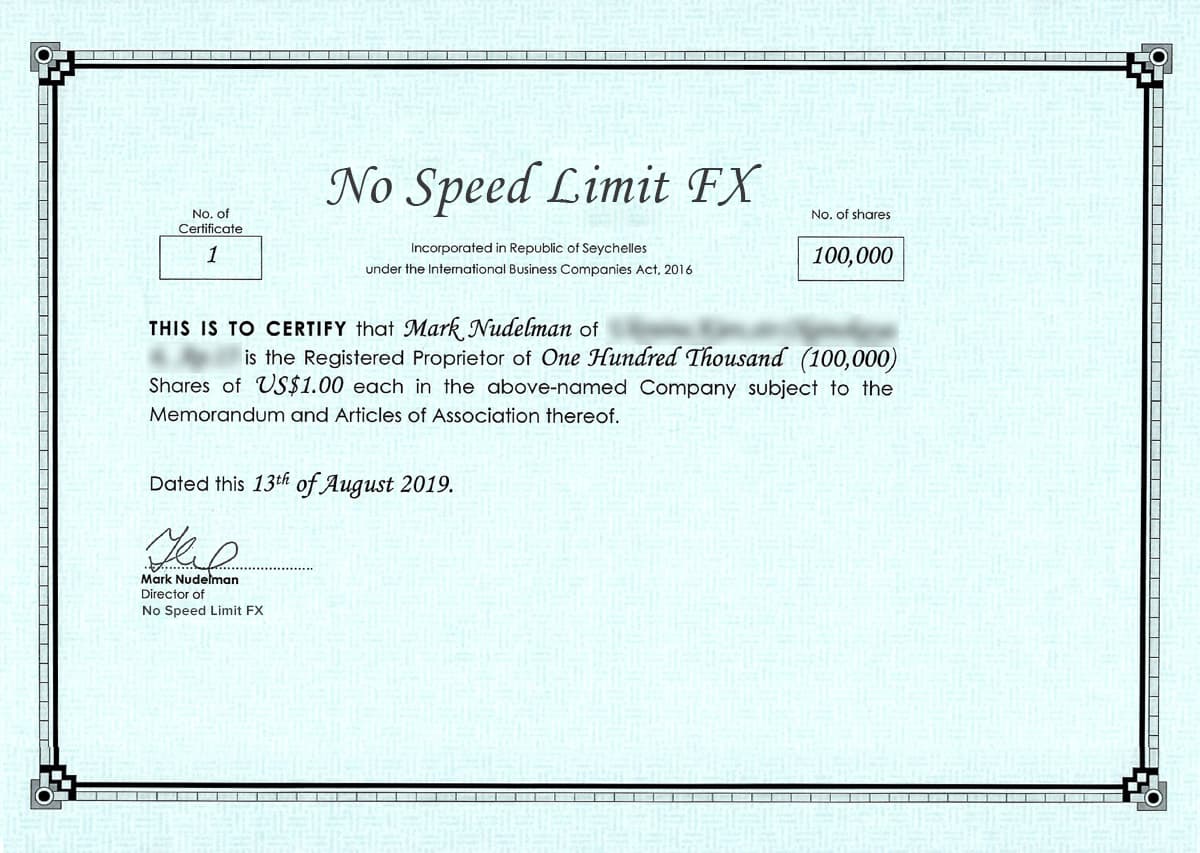 No Speed Limit FX
No. of
Certificate
1
No. of shares
100,000
Incorporated in Republic of Seychelles
under the International Business Companies Act, 2016
THIS IS TO CERTIFY that Mark Nudelman of
is the Registered Proprietor of One Hundred Thousand (100,000)
Shares of US$1.00 each in the above-named Company subject to the
Memorandum and Articles of Association thereof.
Dated this 13th of August 2019.
Mark Nudelman
Director of
No Speed Limit FX